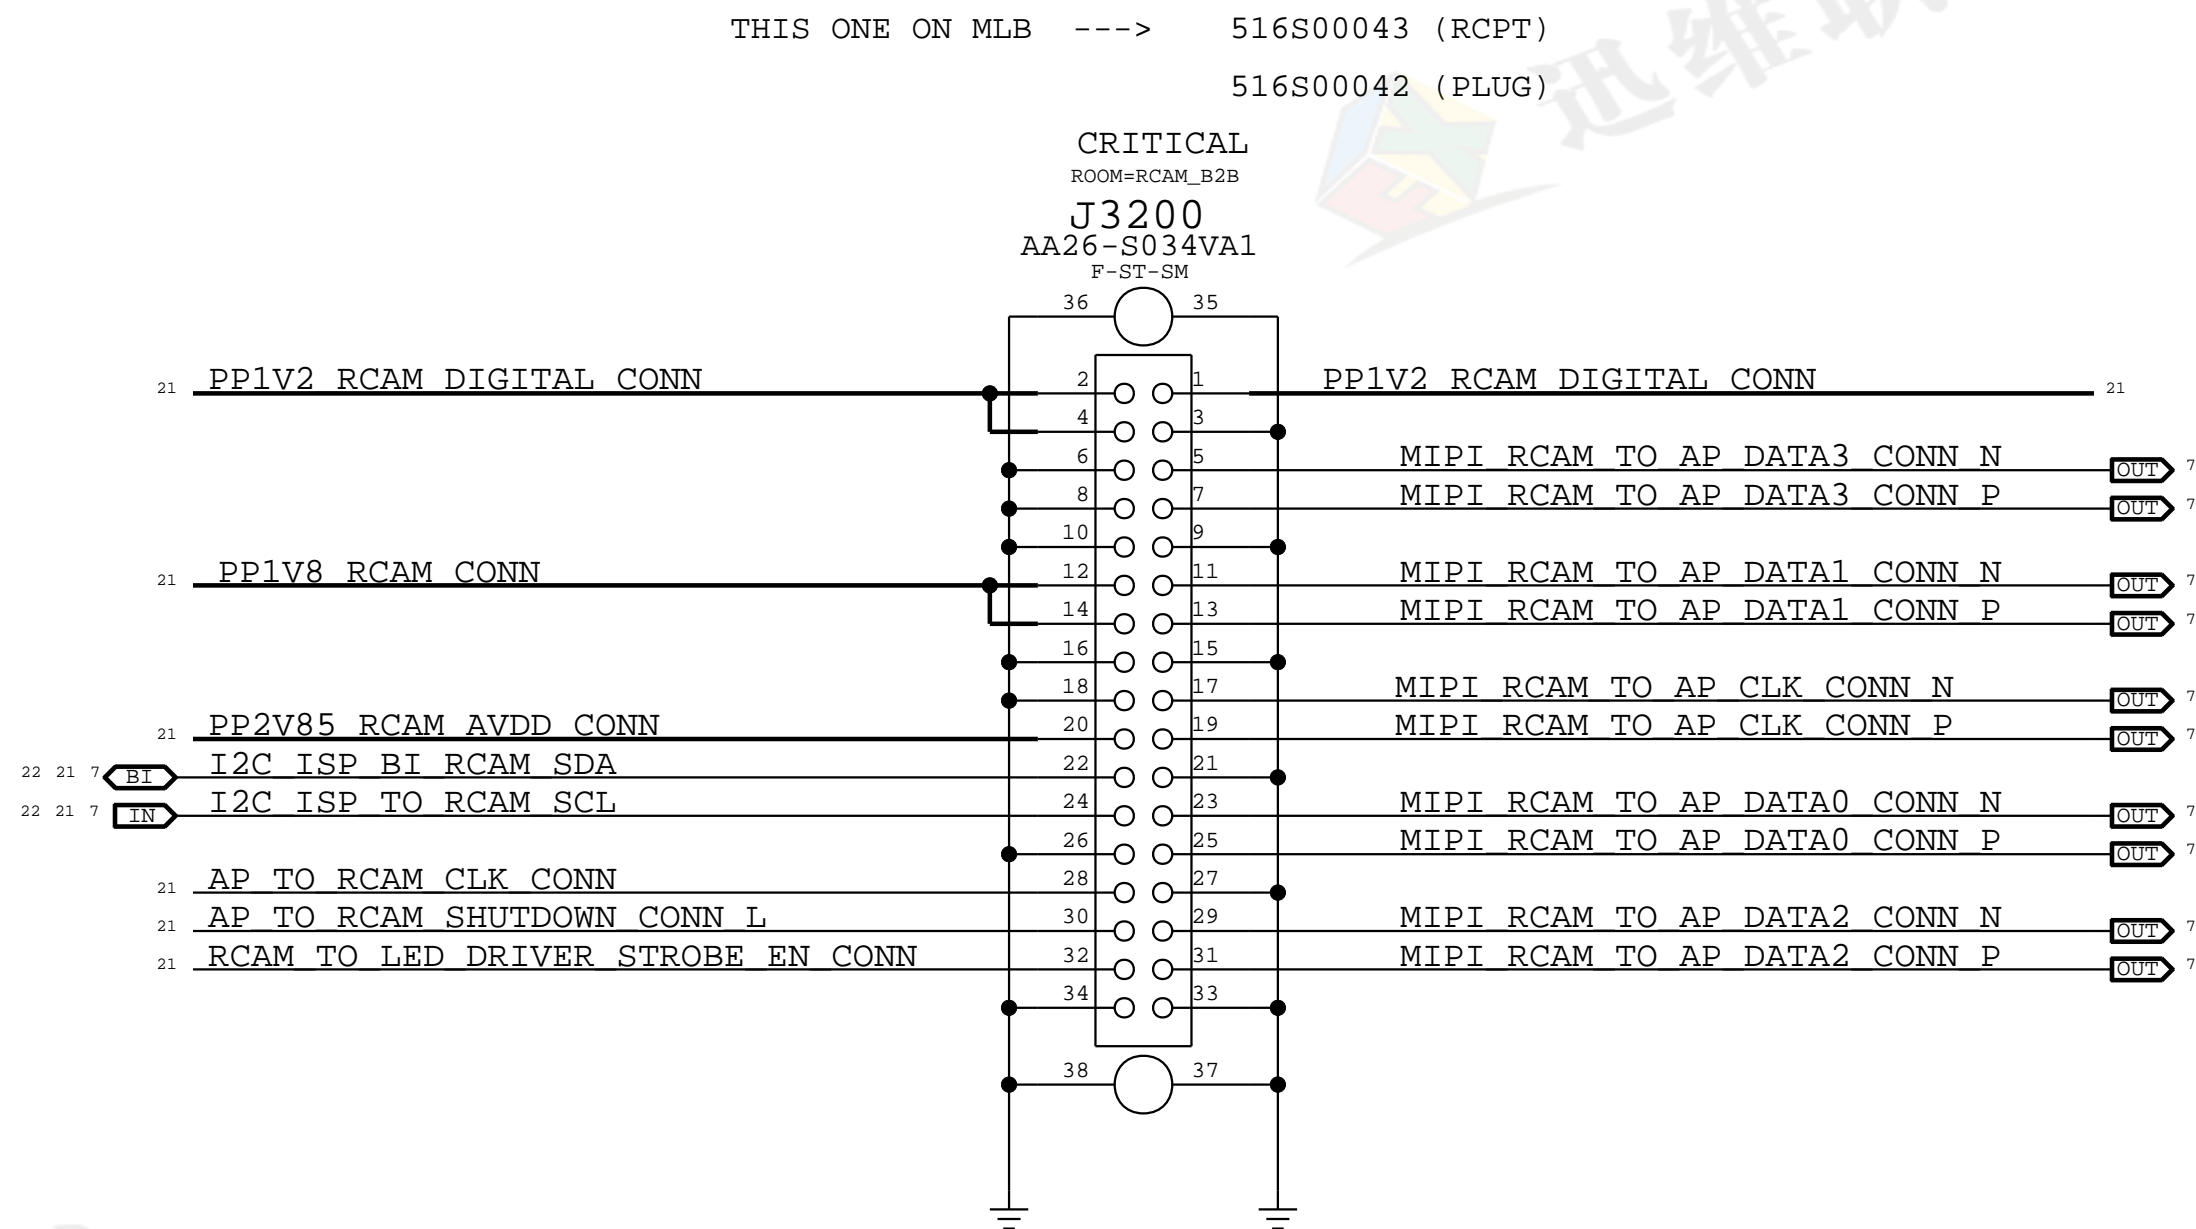 THIS ONE ON MLB ---> 516S00043 (RCPT)
516S00042 (PLUG)
迅维
CRITICAL
ROOM=RCAM_B2B
J3200
AA26-S034VA1
F-ST-SM
36 35
21 PP1V2_RCAM_DIGITAL_CONN 2 1 PP1V2_RCAM_DIGITAL_CONN 21
4 3
6 5 MIPI_RCAM_TO_AP_DATA3_CONN_N OUT 7
8 7 MIPI_RCAM_TO_AP_DATA3_CONN_P OUT 7
10 9
21 PP1V8_RCAM_CONN 12 11 MIPI_RCAM_TO_AP_DATA1_CONN_N OUT 7
14 13 MIPI_RCAM_TO_AP_DATA1_CONN_P OUT 7
16 15
18 17 MIPI_RCAM_TO_AP_CLK_CONN_N OUT 7
21 PP2V85_RCAM_AVDD_CONN 20 19 MIPI_RCAM_TO_AP_CLK_CONN_P OUT 7
22 21 7 BI I2C_ISP_BI_RCAM_SDA 22 21
22 21 7 IN I2C_ISP_TO_RCAM_SCL 24 23 MIPI_RCAM_TO_AP_DATA0_CONN_N OUT 7
26 25 MIPI_RCAM_TO_AP_DATA0_CONN_P OUT 7
21 AP_TO_RCAM_CLK_CONN 28 27
21 AP_TO_RCAM_SHUTDOWN_CONN_L 30 29 MIPI_RCAM_TO_AP_DATA2_CONN_N OUT 7
21 RCAM_TO_LED_DRIVER_STROBE_EN_CONN 32 31 MIPI_RCAM_TO_AP_DATA2_CONN_P OUT 7
34 33
38 37